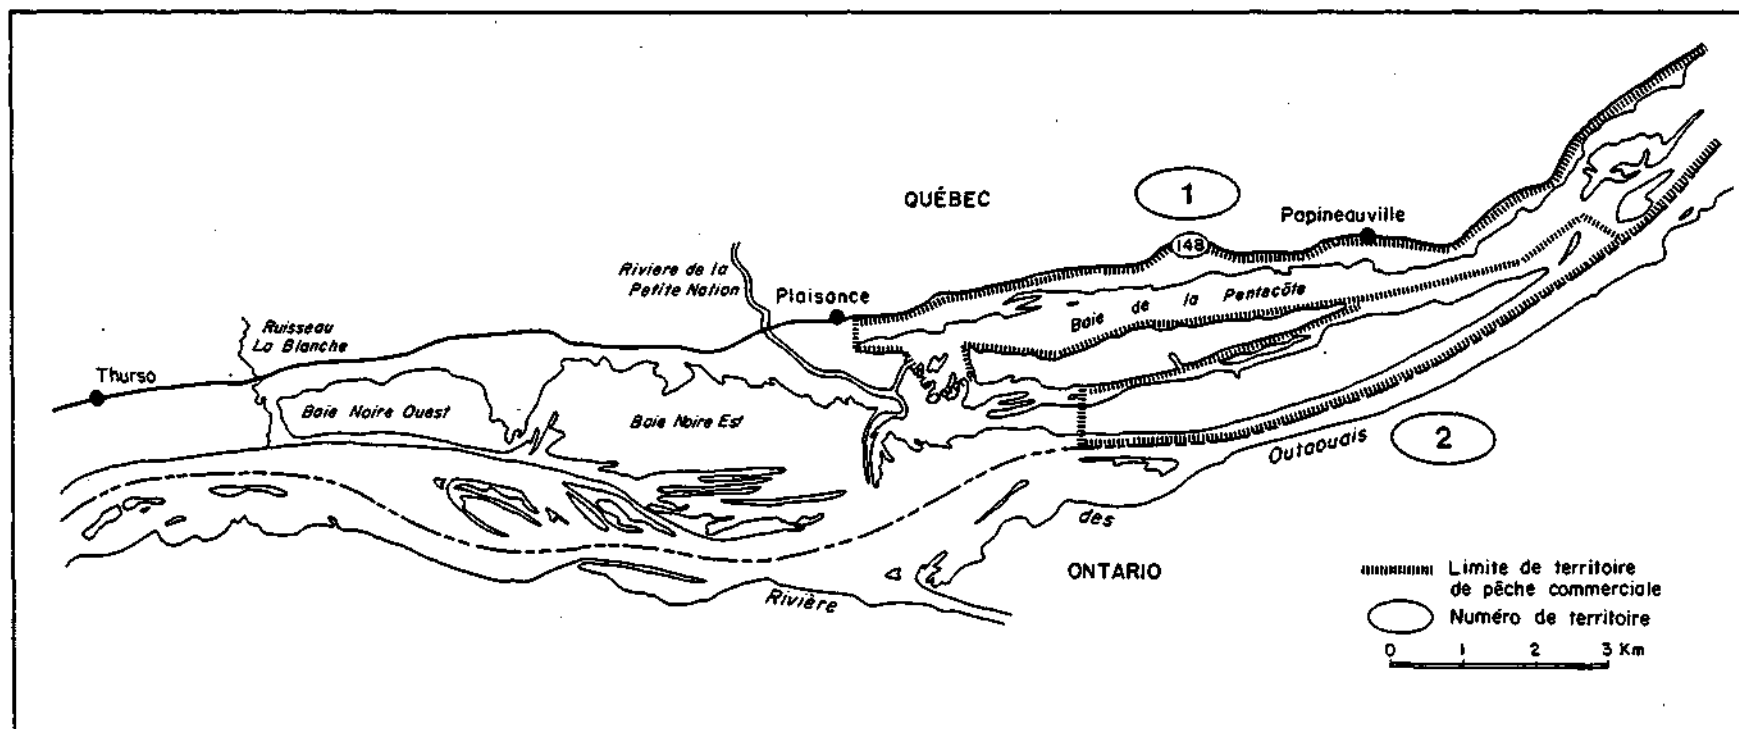 QUÉBEC
1
148
Papineauville
Rivière de la
Petite Nation
Plaisance
Baie de la Pentacôte
Ruisseau
La Blanche
Thurso
Baie Noire Ouest
Baie Noire Est
2
Rivière des Outaouais
ONTARIO
Limite de territoire
de pêche commerciale
Numéro de territoire
0 1 2 3 Km